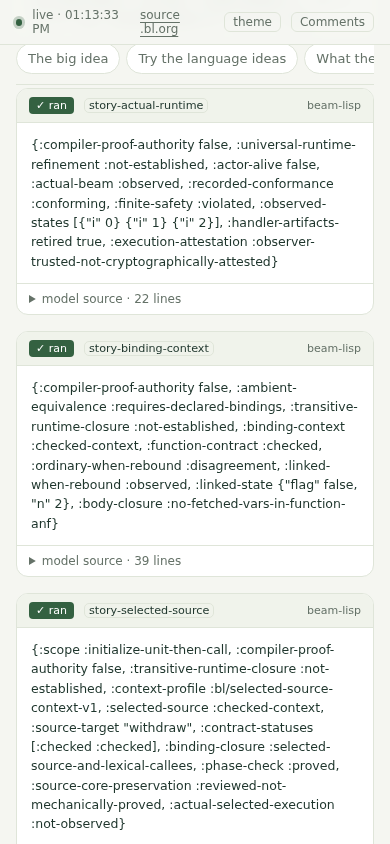 live · 01:13:33 PM
source.bl.org
theme
Comments
The big idea
Try the language ideas
What the
✓ ran
story-actual-runtime
beam-lisp
{:compiler-proof-authority false, :universal-runtime-
refinement :not-established, :actor-alive false,
:actual-beam :observed, :recorded-conformance
:conforming, :finite-safety :violated, :observed-
states [{"i" 0} {"i" 1} {"i" 2}], :handler-artifacts-
retired true, :execution-attestation :observer-
trusted-not-cryptographically-attested}
▶ model source · 22 lines
✓ ran
story-binding-context
beam-lisp
{:compiler-proof-authority false, :ambient-
equivalence :requires-declared-bindings, :transitive-
runtime-closure :not-established, :binding-context
:checked-context, :function-contract :checked,
:ordinary-when-rebound :disagreement, :linked-
when-rebound :observed, :linked-state {"flag" false,
"n" 2}, :body-closure :no-fetched-vars-in-function-
anf}
▶ model source · 39 lines
✓ ran
story-selected-source
beam-lisp
{:scope :initialize-unit-then-call, :compiler-proof-
authority false, :transitive-runtime-closure :not-
established, :context-profile :bl/selected-source-
context-v1, :selected-source :checked-context,
:source-target "withdraw", :contract-statuses
[:checked :checked], :binding-closure :selected-
source-and-lexical-callees, :phase-check :proved,
:source-core-preservation :reviewed-not-
mechanically-proved, :actual-selected-execution
:not-observed}